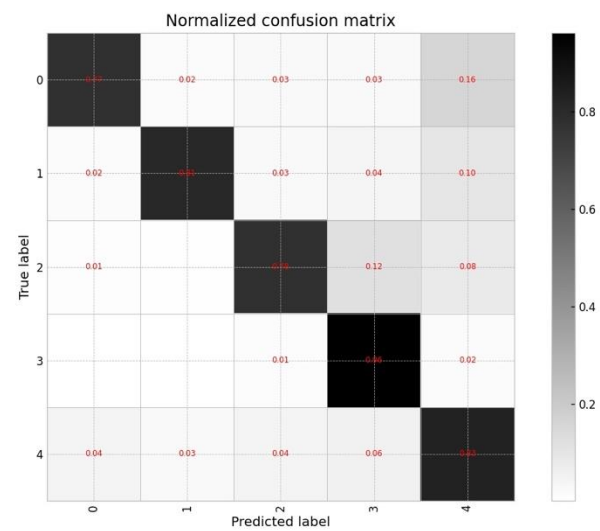 Normalized confusion matrix
True label
0 0.02 0.03 0.03 0.16
1 0.02 0.03 0.04 0.10
2 0.01 0.12 0.08
3 0.01 0.96 0.02
4 0.04 0.03 0.04 0.06
0 1 2 3 4
Predicted label
0.8
0.6
0.4
0.2